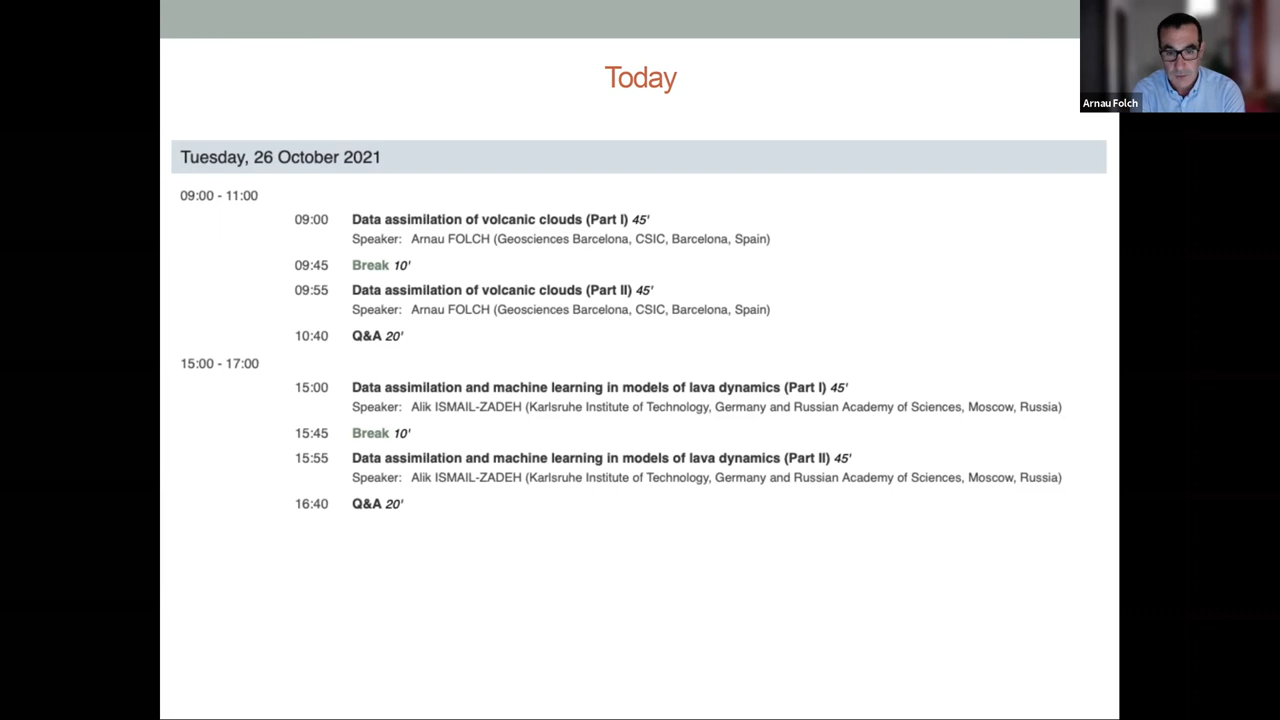 Today
Arnau Folch
Tuesday, 26 October 2021
09:00 - 11:00
09:00 Data assimilation of volcanic clouds (Part I) 45'
Speaker: Arnau FOLCH (Geosciences Barcelona, CSIC, Barcelona, Spain)
09:45 Break 10'
09:55 Data assimilation of volcanic clouds (Part II) 45'
Speaker: Arnau FOLCH (Geosciences Barcelona, CSIC, Barcelona, Spain)
10:40 Q&A 20'
15:00 - 17:00
15:00 Data assimilation and machine learning in models of lava dynamics (Part I) 45'
Speaker: Alik ISMAIL-ZADEH (Karlsruhe Institute of Technology, Germany and Russian Academy of Sciences, Moscow, Russia)
15:45 Break 10'
15:55 Data assimilation and machine learning in models of lava dynamics (Part II) 45'
Speaker: Alik ISMAIL-ZADEH (Karlsruhe Institute of Technology, Germany and Russian Academy of Sciences, Moscow, Russia)
16:40 Q&A 20'